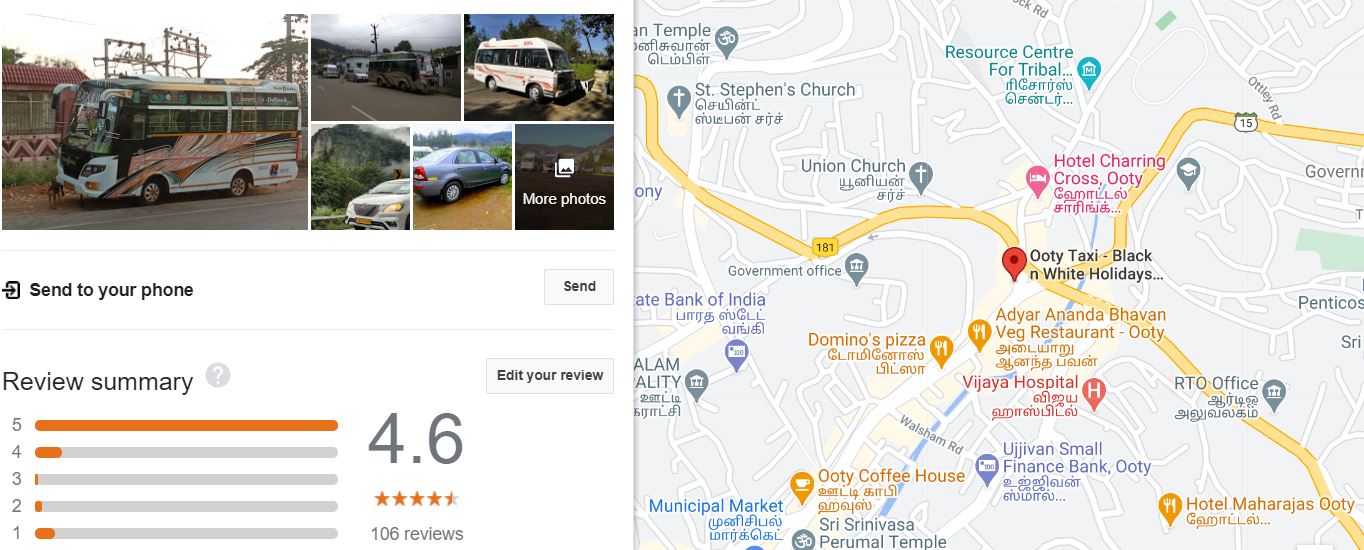 More photos
Send to your phone
Send
Review summary
?
Edit your review
5
4
3
2
1
4.6
106 reviews
ock Rd
an Temple
Resource Centre
For Tribal...
ரிசோர்ஸ்
சென்டர்...
Ottley Rd
15
St. Stephen's Church
செயின்ட்
ஸ்டீபன் சர்ச்
Union Church
யூனியன்
சர்ச்
Hotel Charring
Cross, Ooty
ஹோட்டல்
சாரிங்க்...
Govern
ony
181
Government office
Ooty Taxi - Black
n White Holidays...
Penticos
ate Bank of India
பாரத ஸ்டேட்
வங்கி
Adyar Ananda Bhavan
Veg Restaurant - Ooty
அடையாறு
ஆனந்த பவன்
Domino's pizza
டோமினோஸ்
பிட்ஸா
Sri
ALAM
ALITY
ஊட்டி
கராட்சி
Vijaya Hospital
விஜய
ஹாஸ்பிடல்
H
RTO Office
ஆர்டிஓ
அலுவலகம்
Walsham Rd
Ujjivan Small
Finance Bank, Ooty
உஜ்ஜிவன்
ஸ்மால்...
Ooty Coffee House
ஊட்டி காபி
ஹவுஸ்
Municipal Market
முனிசிபல்
மார்க்கெட்
Hotel Maharajas Ooty
ஹோட்டல்...
Sri Srinivasa
Perumal Temple